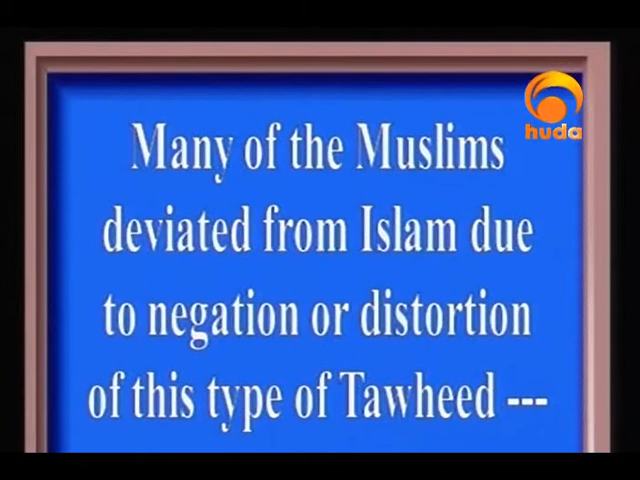 huda
Many of the Muslims
deviated from Islam due
to negation or distortion
of this type of Tawheed ---